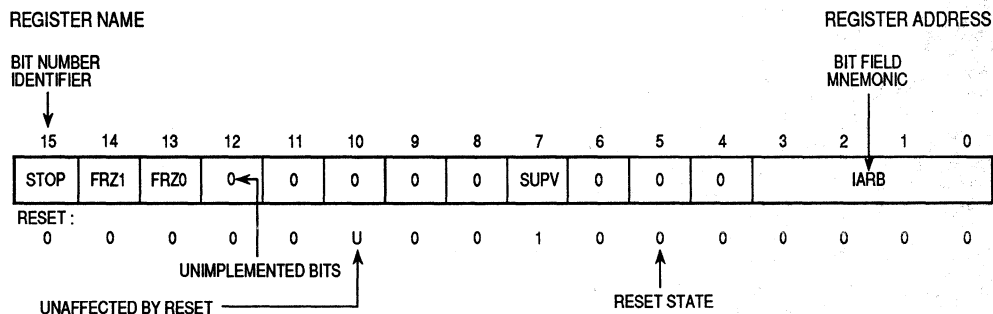 REGISTER NAME REGISTER ADDRESS
BIT NUMBER IDENTIFIER
BIT FIELD MNEMONIC
15 14 13 12 11 10 9 8 7 6 5 4 3 2 1 0
STOP FRZ1 FRZ0 0 0 0 0 0 SUPV 0 0 0 IARB
RESET :
0 0 0 0 0 U 0 0 1 0 0 0 0 0 0 0
UNIMPLEMENTED BITS
UNAFFECTED BY RESET
RESET STATE